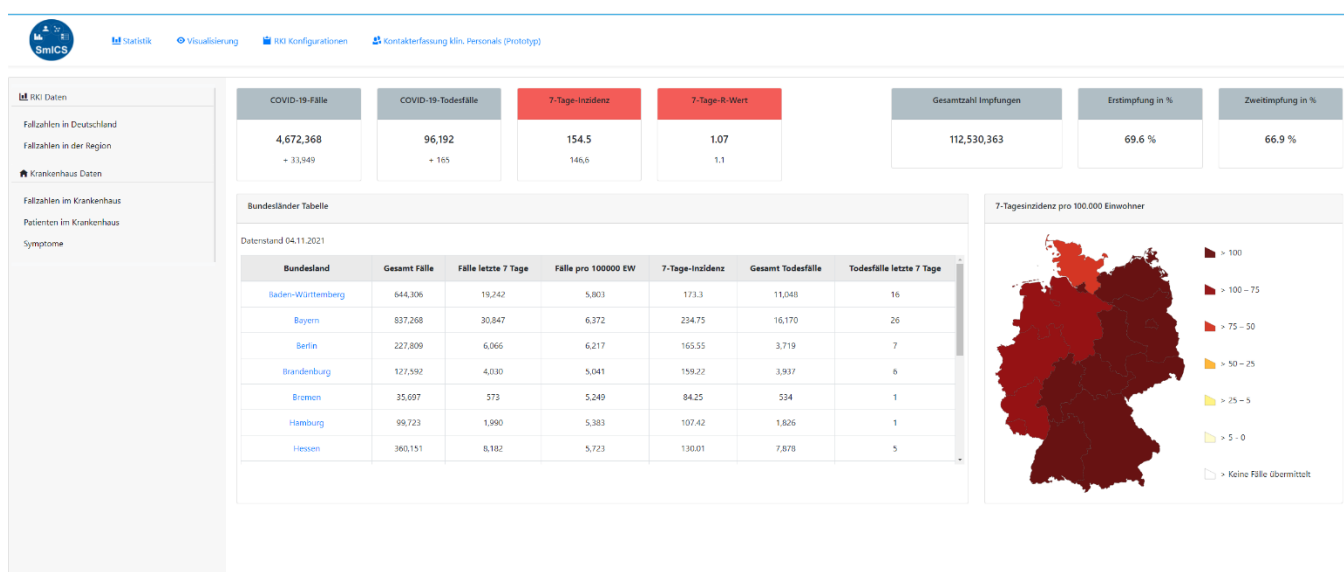 SmICS
Statistik
Visualisierung
RKI Konfigurationen
Kontakterfassung klin. Personals (Prototyp)
RKI Daten
Fallzahlen in Deutschland
Fallzahlen in der Region
Krankenhaus Daten
Fallzahlen im Krankenhaus
Patienten im Krankenhaus
Symptome
COVID-19-Fälle
4,672,368
+ 33,949
COVID-19-Todesfälle
96,192
+ 165
7-Tage-Inzidenz
154.5
146,6
7-Tage-R-Wert
1.07
1.1
Gesamtzahl Impfungen
112,530,363
Erstimpfung in %
69.6 %
Zweitimpfung in %
66.9 %
Bundesländer Tabelle
Datenstand 04.11.2021
Bundesland Gesamt Fälle Fälle letzte 7 Tage Fälle pro 100000 EW 7-Tage-Inzidenz Gesamt Todesfälle Todesfälle letzte 7 Tage
Baden-Württemberg 644,306 19,242 5,803 173.3 11,048 16
Bayern 837,268 30,847 6,372 234.75 16,170 26
Berlin 227,809 6,066 6,217 165.55 3,719 7
Brandenburg 127,592 4,030 5,041 159.22 3,937 6
Bremen 35,697 573 5,249 84.25 534 1
Hamburg 99,723 1,990 5,383 107.42 1,826 1
Hessen 360,151 8,182 5,723 130.01 7,878 5
7-Tagesinzidenz pro 100.000 Einwohner
> 100
> 100 – 75
> 75 – 50
> 50 – 25
> 25 – 5
> 5 - 0
> Keine Fälle übermittelt